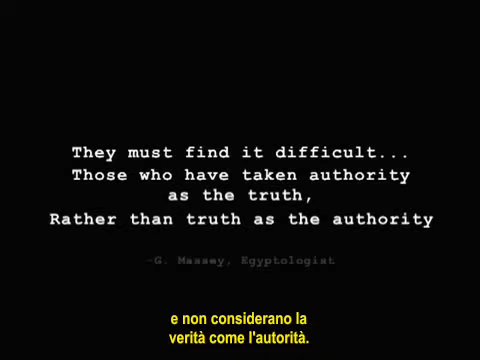 They must find it difficult...
Those who have taken authority
as the truth,
Rather than truth as the authority
-G. Massey, Egyptologist
e non considerano la
verità come l'autorità.